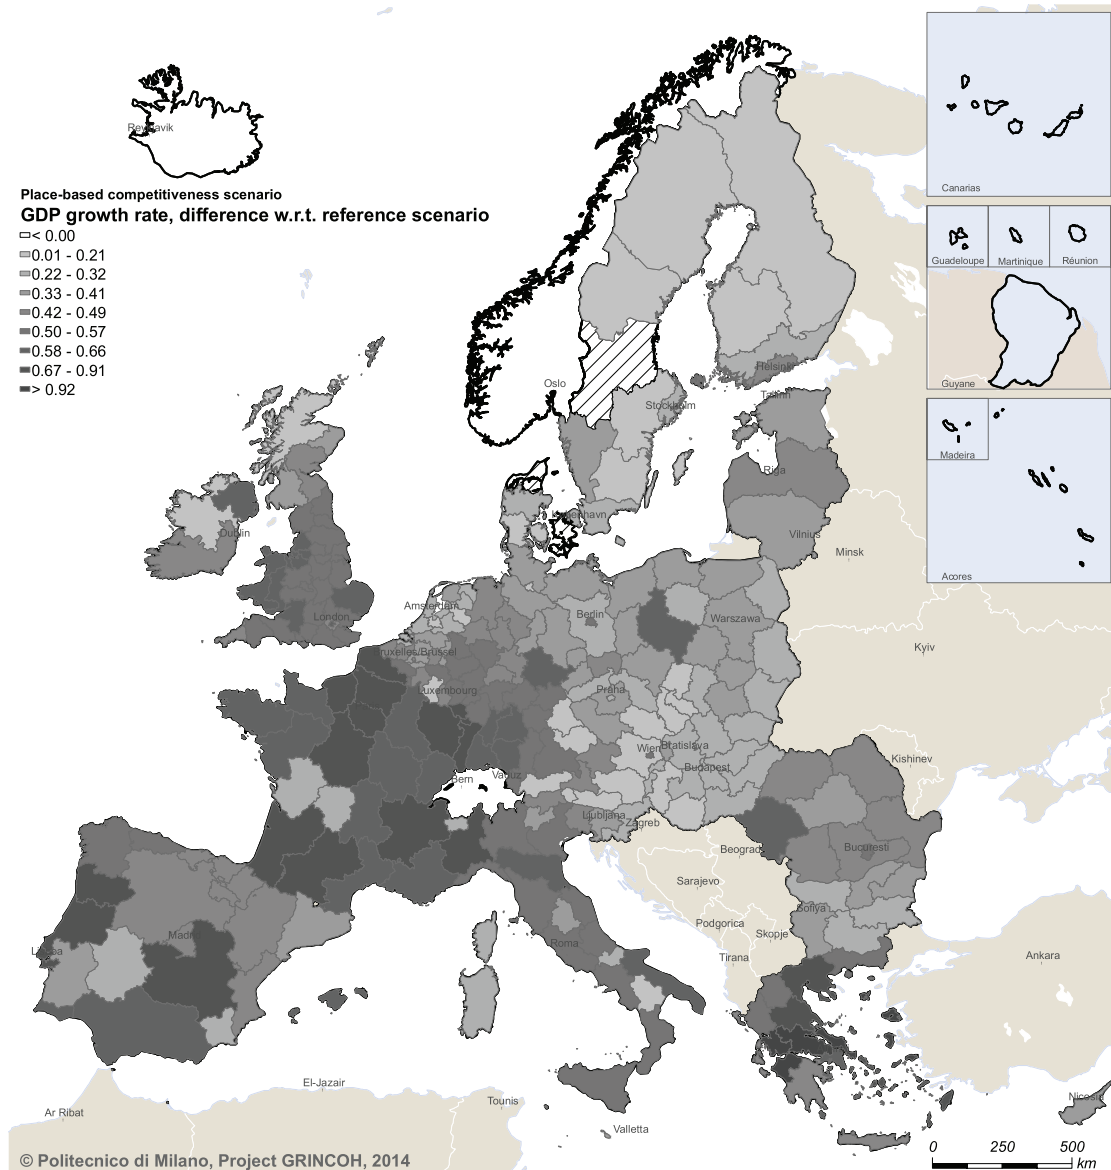 Reykjavik
Place-based competitiveness scenario
GDP growth rate, difference w.r.t. reference scenario
< 0.00
0.01 - 0.21
0.22 - 0.32
0.33 - 0.41
0.42 - 0.49
0.50 - 0.57
0.58 - 0.66
0.67 - 0.91
> 0.92
Canarias
Guadeloupe
Martinique
Réunion
Guyane
Madeira
Acores
Oslo
Helsinki
Stockholm
Tallinn
Riga
København
Vilnius
Minsk
Dublin
London
Amsterdam
Berlin
Warszawa
Kyiv
Bruxelles/Brussel
Luxembourg
Praha
Wien
Bratislava
Budapest
Kishinev
Bern
Vaduz
Ljubljana
Zagreb
Beograd
Bucuresti
Sarajevo
Podgorica
Sofiya
Skopje
Tirana
Madrid
Lisboa
Roma
Ankara
El-Jazair
Tounis
Ar Ribat
Valletta
Nicosia
© Politecnico di Milano, Project GRINCOH, 2014
0 250 500
km